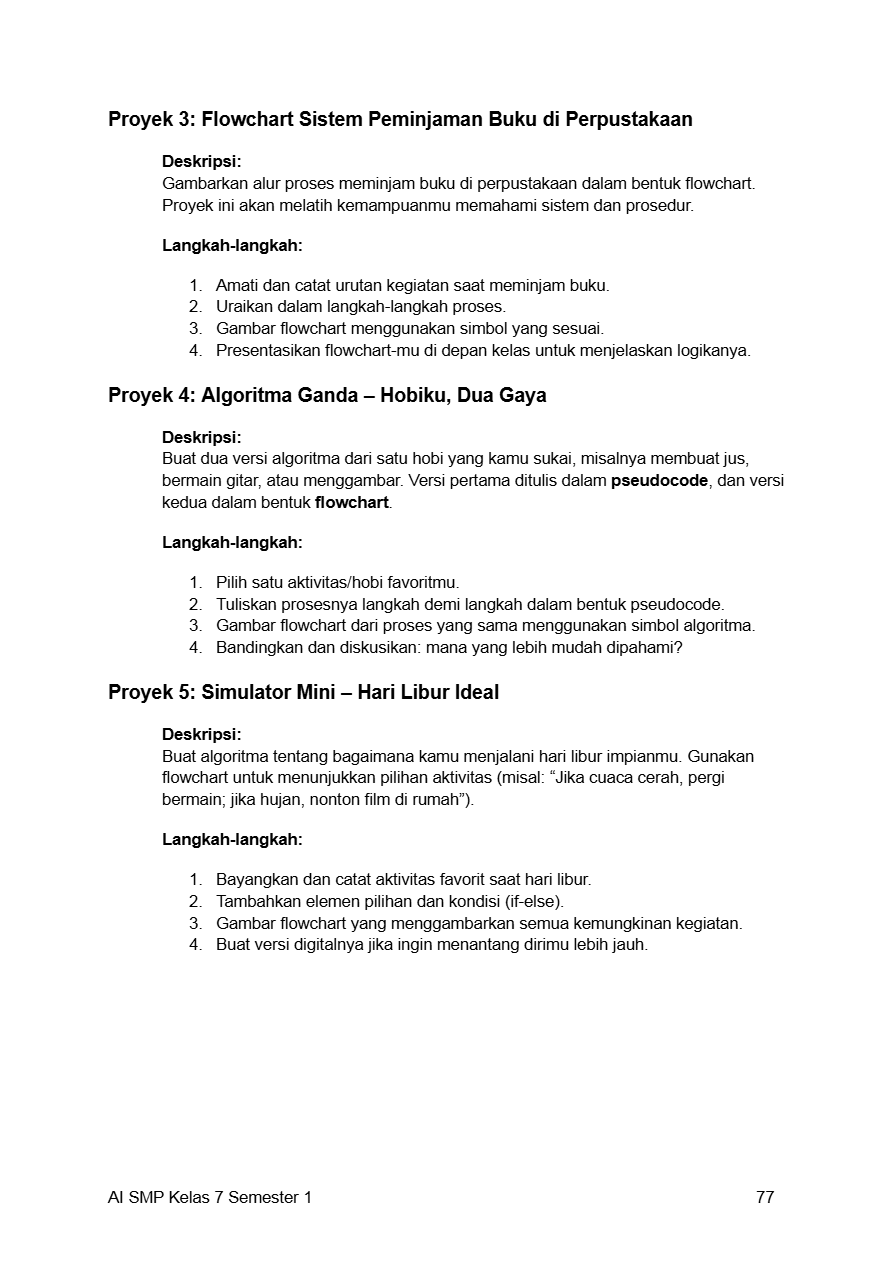 Proyek 3: Flowchart Sistem Peminjaman Buku di Perpustakaan
Deskripsi:
Gambarkan alur proses meminjam buku di perpustakaan dalam bentuk flowchart.
Proyek ini akan melatih kemampuanmu memahami sistem dan prosedur.
Langkah-langkah:
1. Amati dan catat urutan kegiatan saat meminjam buku.
2. Uraikan dalam langkah-langkah proses.
3. Gambar flowchart menggunakan simbol yang sesuai.
4. Presentasikan flowchart-mu di depan kelas untuk menjelaskan logikanya.
Proyek 4: Algoritma Ganda – Hobiku, Dua Gaya
Deskripsi:
Buat dua versi algoritma dari satu hobi yang kamu sukai, misalnya membuat jus,
bermain gitar, atau menggambar. Versi pertama ditulis dalam pseudocode, dan versi
kedua dalam bentuk flowchart.
Langkah-langkah:
1. Pilih satu aktivitas/hobi favoritmu.
2. Tuliskan prosesnya langkah demi langkah dalam bentuk pseudocode.
3. Gambar flowchart dari proses yang sama menggunakan simbol algoritma.
4. Bandingkan dan diskusikan: mana yang lebih mudah dipahami?
Proyek 5: Simulator Mini – Hari Libur Ideal
Deskripsi:
Buat algoritma tentang bagaimana kamu menjalani hari libur impianmu. Gunakan
flowchart untuk menunjukkan pilihan aktivitas (misal: “Jika cuaca cerah, pergi
bermain; jika hujan, nonton film di rumah”).
Langkah-langkah:
1. Bayangkan dan catat aktivitas favorit saat hari libur.
2. Tambahkan elemen pilihan dan kondisi (if-else).
3. Gambar flowchart yang menggambarkan semua kemungkinan kegiatan.
4. Buat versi digitalnya jika ingin menantang dirimu lebih jauh.
AI SMP Kelas 7 Semester 1 77